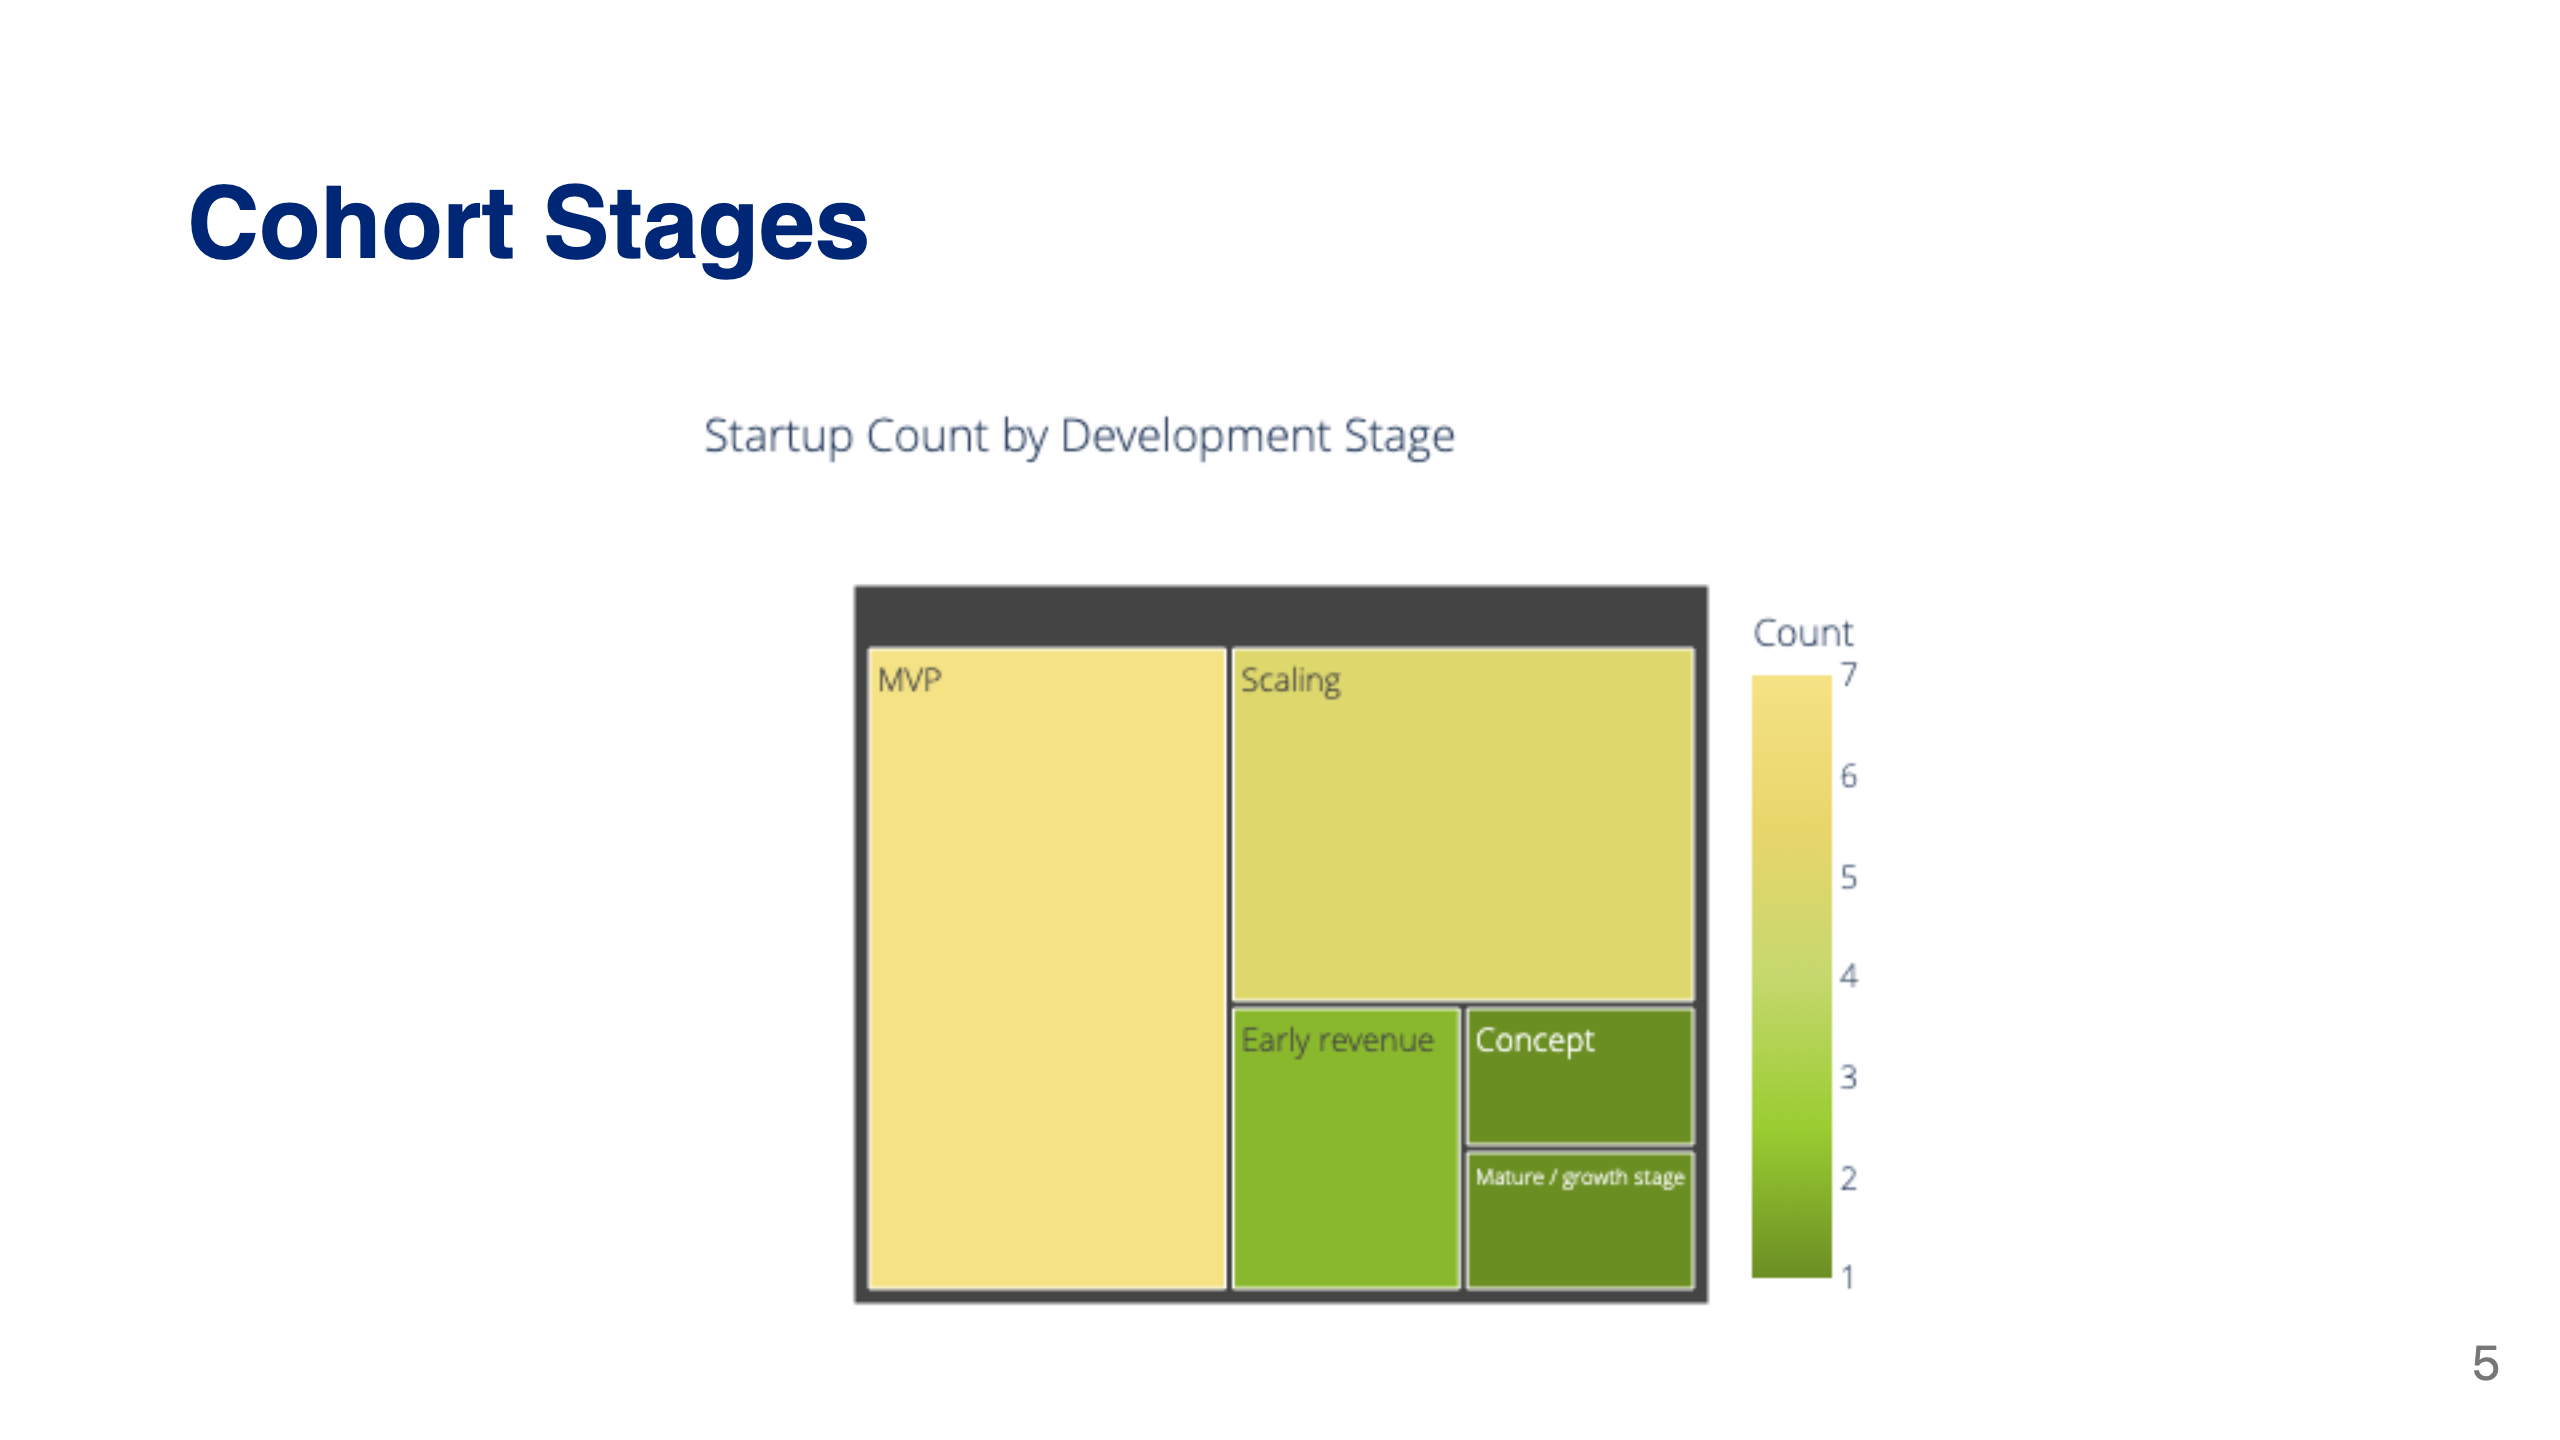 Cohort Stages
Startup Count by Development Stage
MVP
Scaling
Early revenue
Concept
Mature / growth stage
Count
7
6
5
4
3
2
1
5